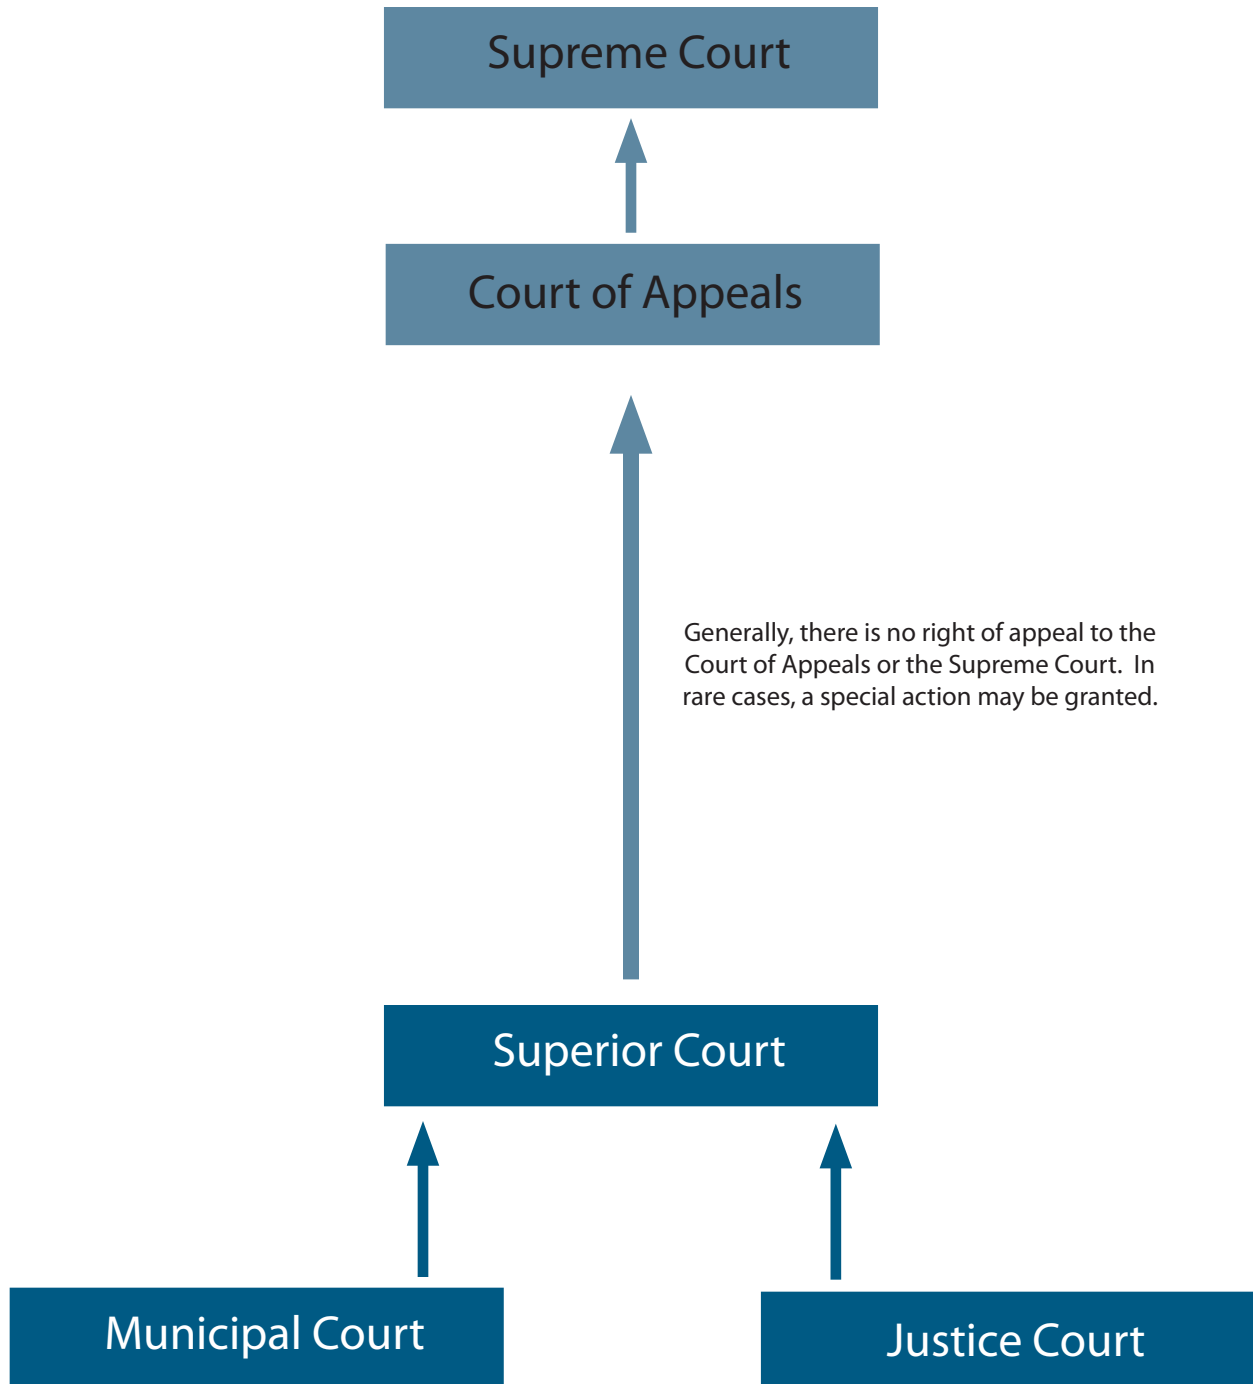 Supreme Court
Court of Appeals
Generally, there is no right of appeal to the
Court of Appeals or the Supreme Court.  In
rare cases, a special action may be granted.
Superior Court
Municipal Court
Justice Court